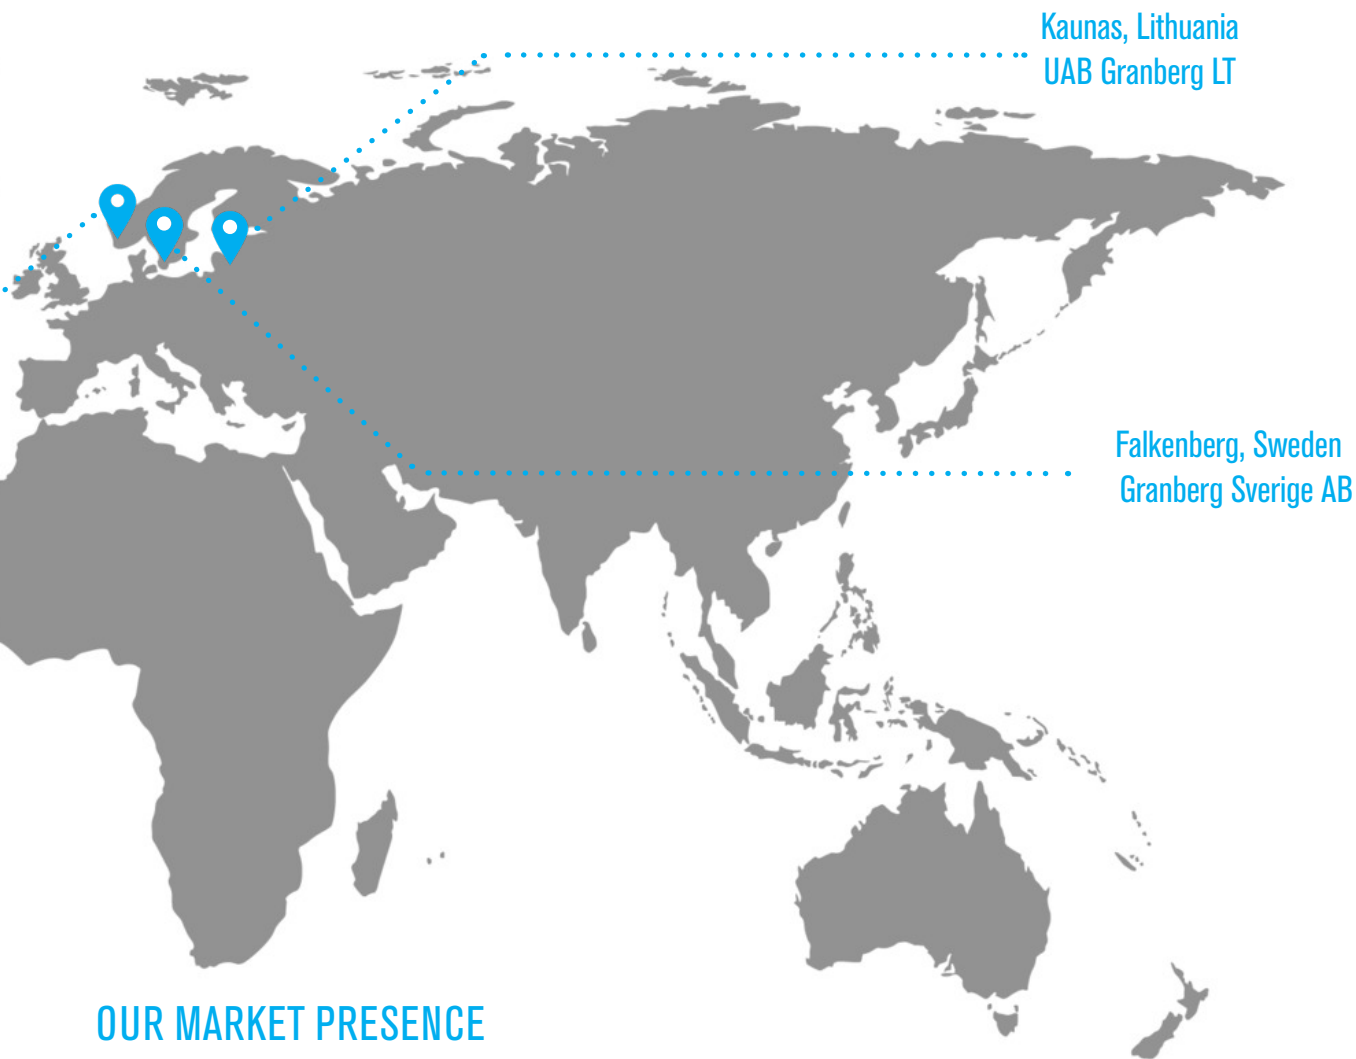 Kaunas, Lithuania
UAB Granberg LT
Falkenberg, Sweden
Granberg Sverige AB
OUR MARKET PRESENCE